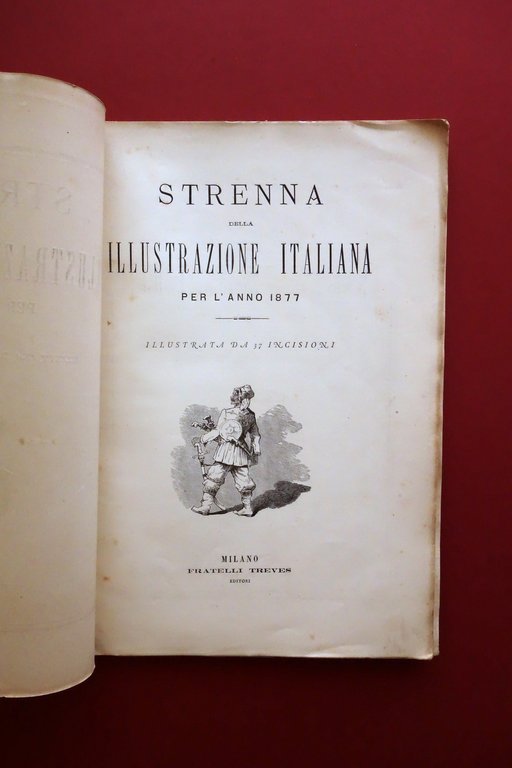 STRENNA
DELLA
ILLUSTRAZIONE ITALIANA
PER L'ANNO 1877
ILLUSTRATA DA 37 INCISIONI
MILANO
FRATELLI TREVES
EDITORI